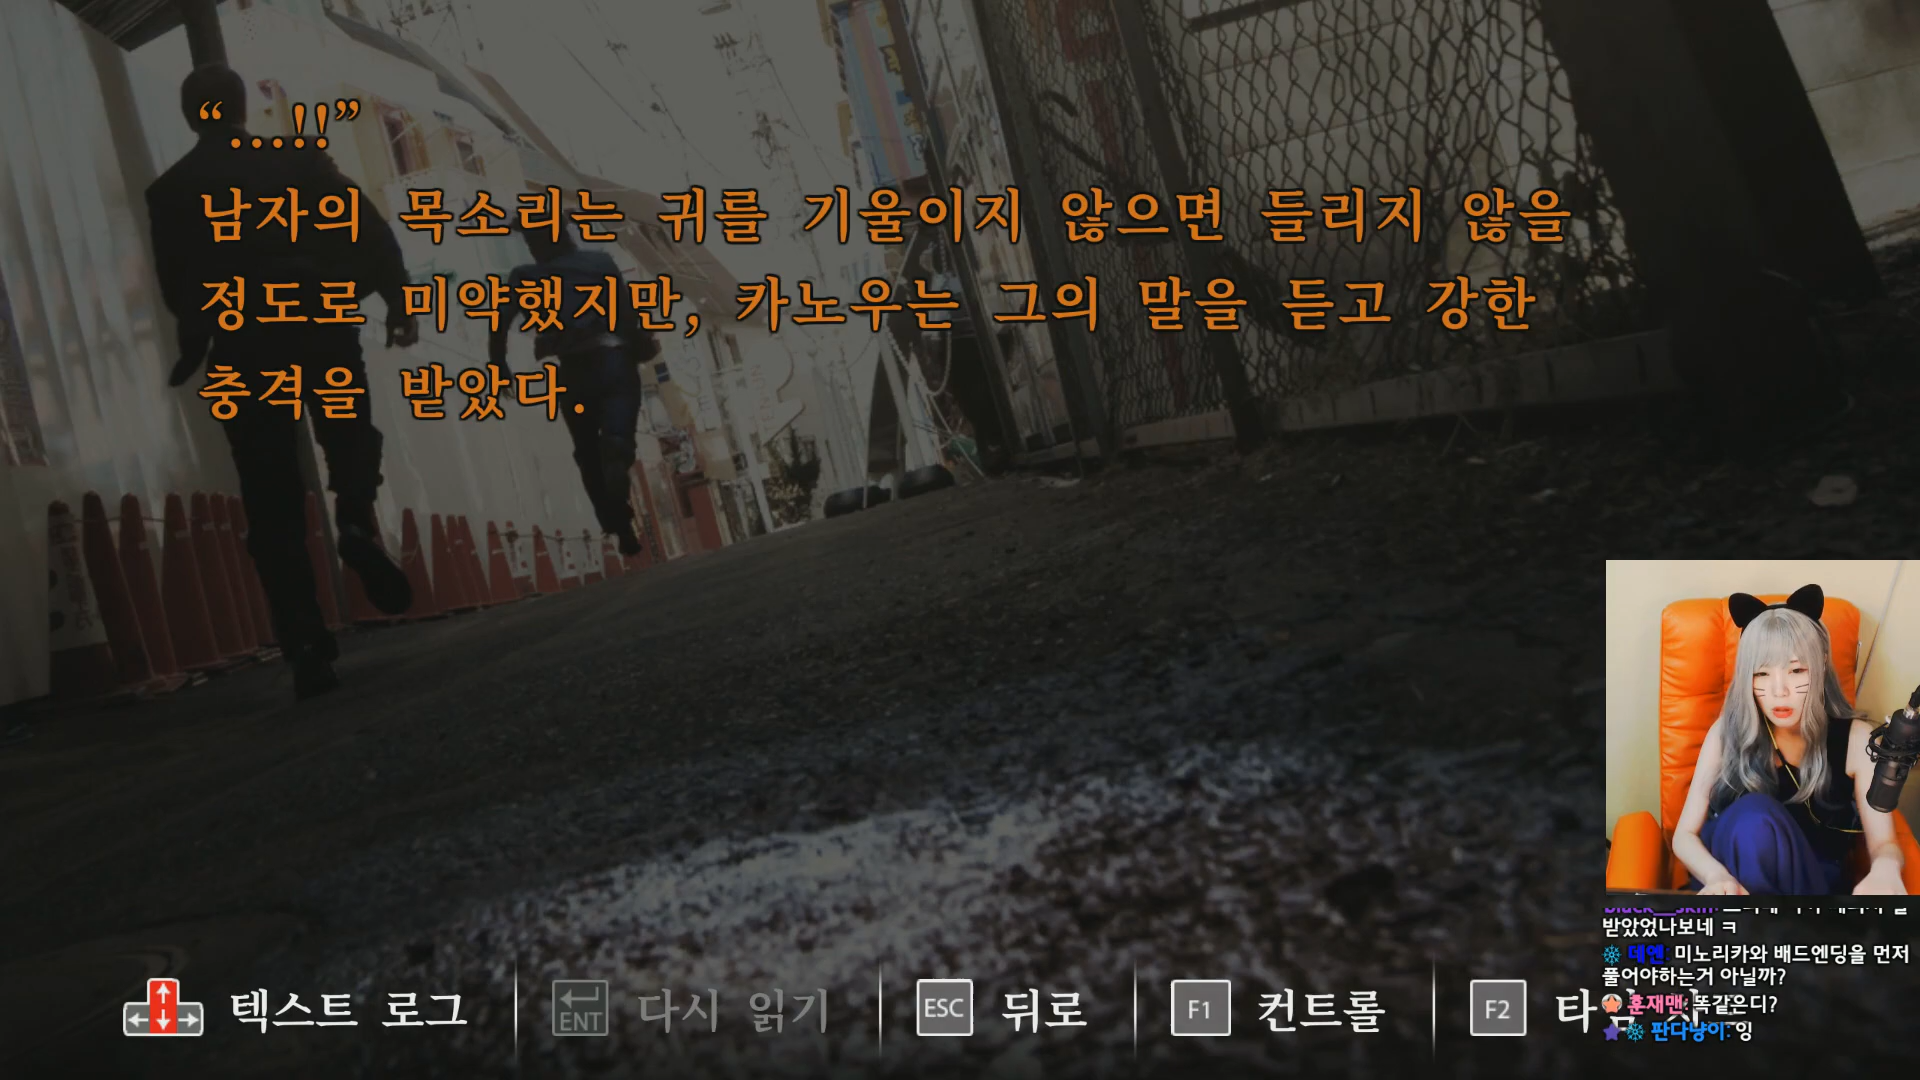 “...!!”
남자의 목소리는 귀를 기울이지 않으면 들리지 않을
정도로 미약했지만, 카노우는 그의 말을 듣고 강한
충격을 받았다.
받았었나보네 ㅋ
데앤: 미노리카와 배드엔딩을 먼저
풀어야하는거 아닐까?
훈재맨: 똑같은디?
판다냥이: 잉
텍스트 로그
ENT 다시 읽기
ESC 뒤로
F1 컨트롤
F2